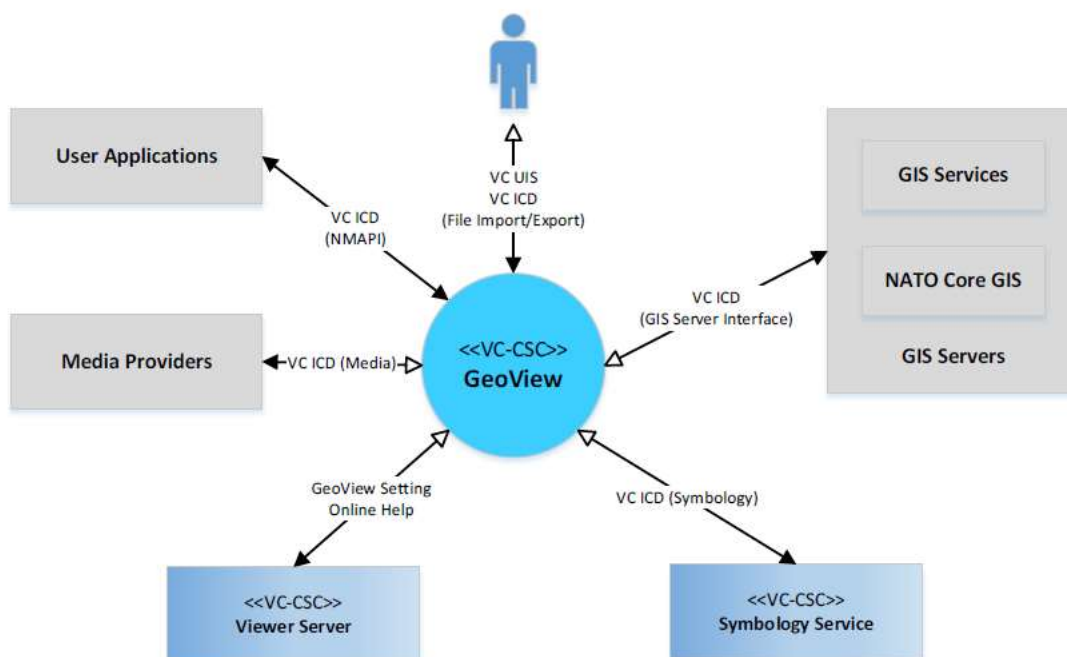 User Applications
VC UIS
VC ICD
(File Import/Export)
GIS Services
VC ICD
(NMAPI)
NATO Core GIS
VC ICD
(GIS Server Interface)
GIS Servers
Media Providers
VC ICD (Media)
<<VC-CSC>>
GeoView
GeoView Setting
Online Help
VC ICD (Symbology)
<<VC-CSC>>
Viewer Server
<<VC-CSC>>
Symbology Service